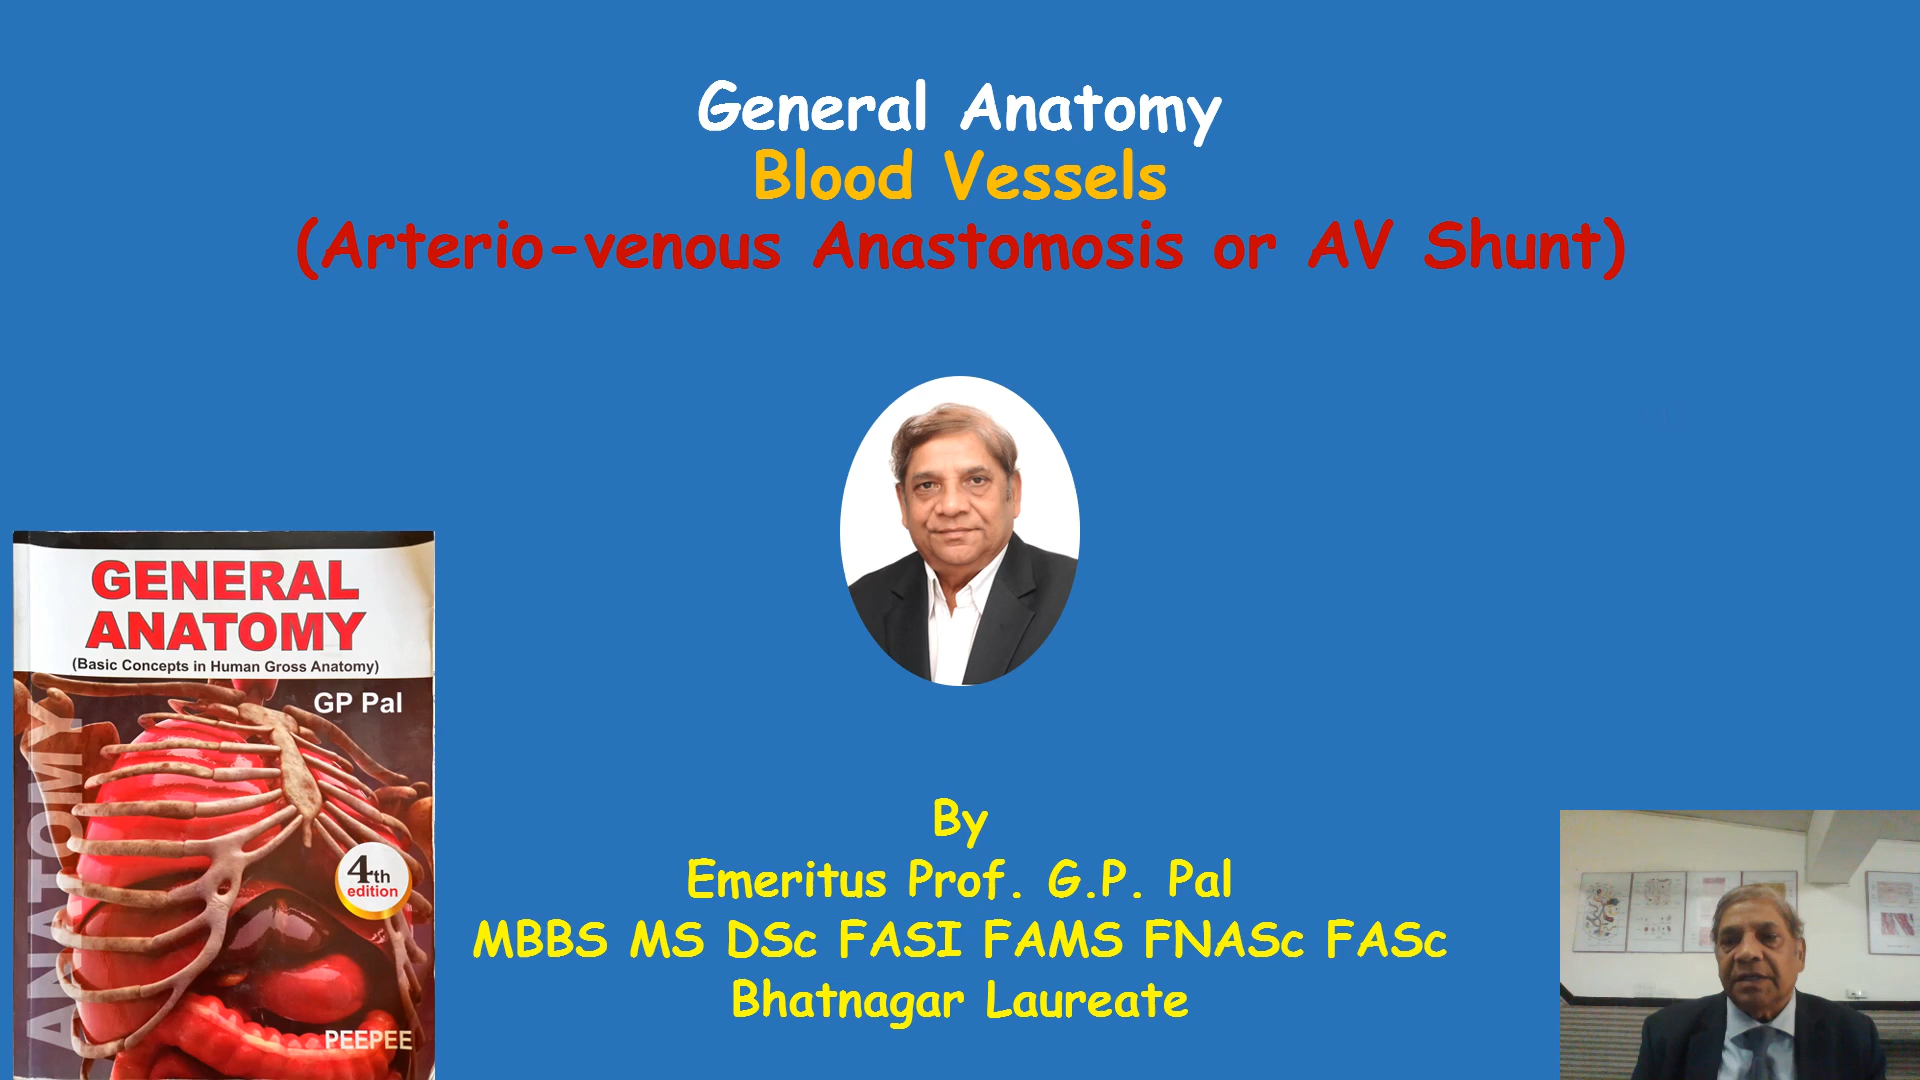 General Anatomy
Blood Vessels
(Arterio-venous Anastomosis or AV Shunt)
GENERAL
ANATOMY
(Basic Concepts in Human Gross Anatomy)
GP Pal
ANATOMY
4th
edition
PEEPEE
By
Emeritus Prof. G.P. Pal
MBBS MS DSc FASI FAMS FNASc FASc
Bhatnagar Laureate